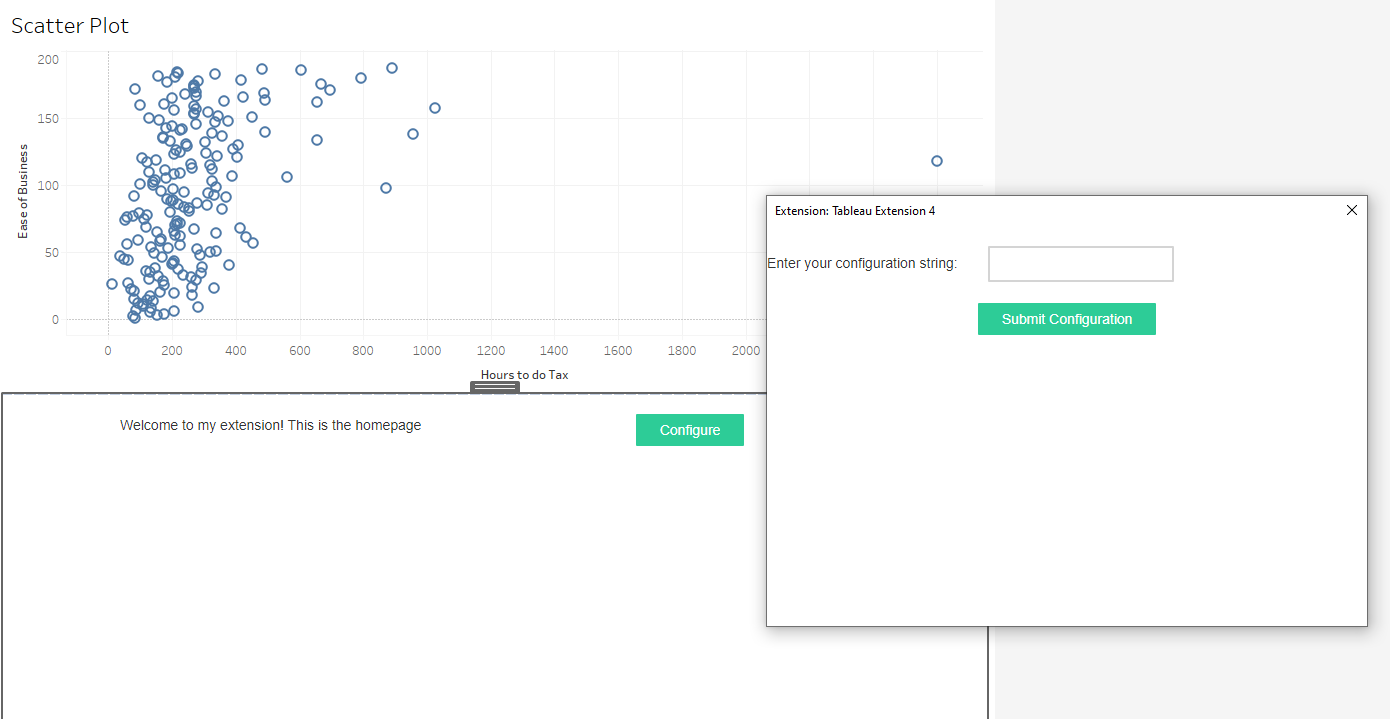 Scatter Plot
200
150
100
50
0
Ease of Business
0 200 400 600 800 1000 1200 1400 1600 1800 2000
Hours to do Tax
Welcome to my extension! This is the homepage
Configure
Extension: Tableau Extension 4
Enter your configuration string:
Submit Configuration